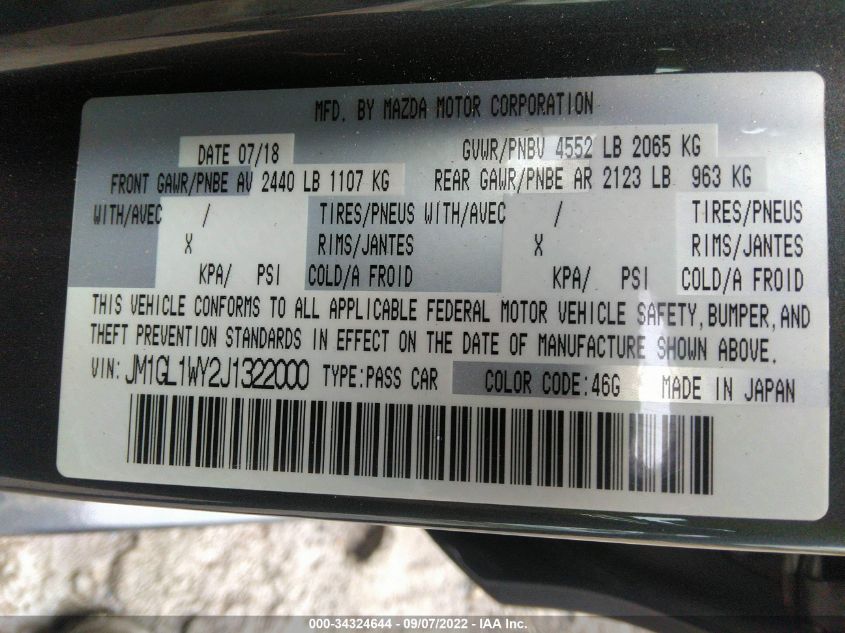 MFD. BY MAZDA MOTOR CORPORATION
DATE 07/18 GVWR/PNBV 4552 LB 2065 KG
FRONT GAWR/PNBE AV 2440 LB 1107 KG REAR GAWR/PNBE AR 2123 LB 963 KG
WITH/AVEC / TIRES/PNEUS WITH/AVEC / TIRES/PNEUS
X RIMS/JANTES X RIMS/JANTES
KPA/ PSI COLD/A FROID KPA/ PSI COLD/A FROID
THIS VEHICLE CONFORMS TO ALL APPLICABLE FEDERAL MOTOR VEHICLE SAFETY, BUMPER, AND
THEFT PREVENTION STANDARDS IN EFFECT ON THE DATE OF MANUFACTURE SHOWN ABOVE.
VIN: JM1GL1WY2J1322000 TYPE:PASS CAR COLOR CODE:46G MADE IN JAPAN
000-34324644 - 09/07/2022 - IAA Inc.